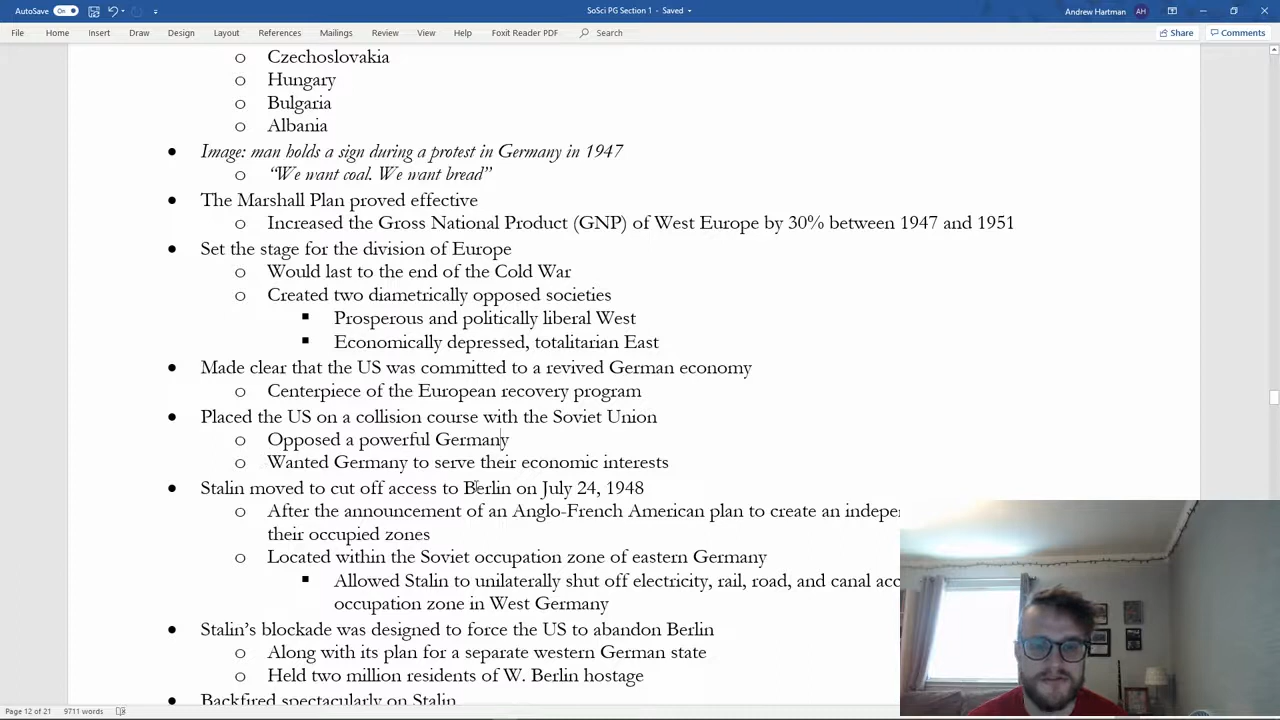 AutoSave On SoSci PG Section 1 - Saved Andrew Hartman AH
File Home Insert Draw Design Layout References Mailings Review View Help Foxit Reader PDF Search Share Comments
o Czechoslovakia
o Hungary
o Bulgaria
o Albania
• Image: man holds a sign during a protest in Germany in 1947
o “We want coal. We want bread”
• The Marshall Plan proved effective
o Increased the Gross National Product (GNP) of West Europe by 30% between 1947 and 1951
• Set the stage for the division of Europe
o Would last to the end of the Cold War
o Created two diametrically opposed societies
▪ Prosperous and politically liberal West
▪ Economically depressed, totalitarian East
• Made clear that the US was committed to a revived German economy
o Centerpiece of the European recovery program
• Placed the US on a collision course with the Soviet Union
o Opposed a powerful Germany
o Wanted Germany to serve their economic interests
• Stalin moved to cut off access to Berlin on July 24, 1948
o After the announcement of an Anglo-French American plan to create an indeper
their occupied zones
o Located within the Soviet occupation zone of eastern Germany
▪ Allowed Stalin to unilaterally shut off electricity, rail, road, and canal acc
occupation zone in West Germany
• Stalin’s blockade was designed to force the US to abandon Berlin
o Along with its plan for a separate western German state
o Held two million residents of W. Berlin hostage
• Backfired spectacularly on Stalin
Page 12 of 21 9711 words